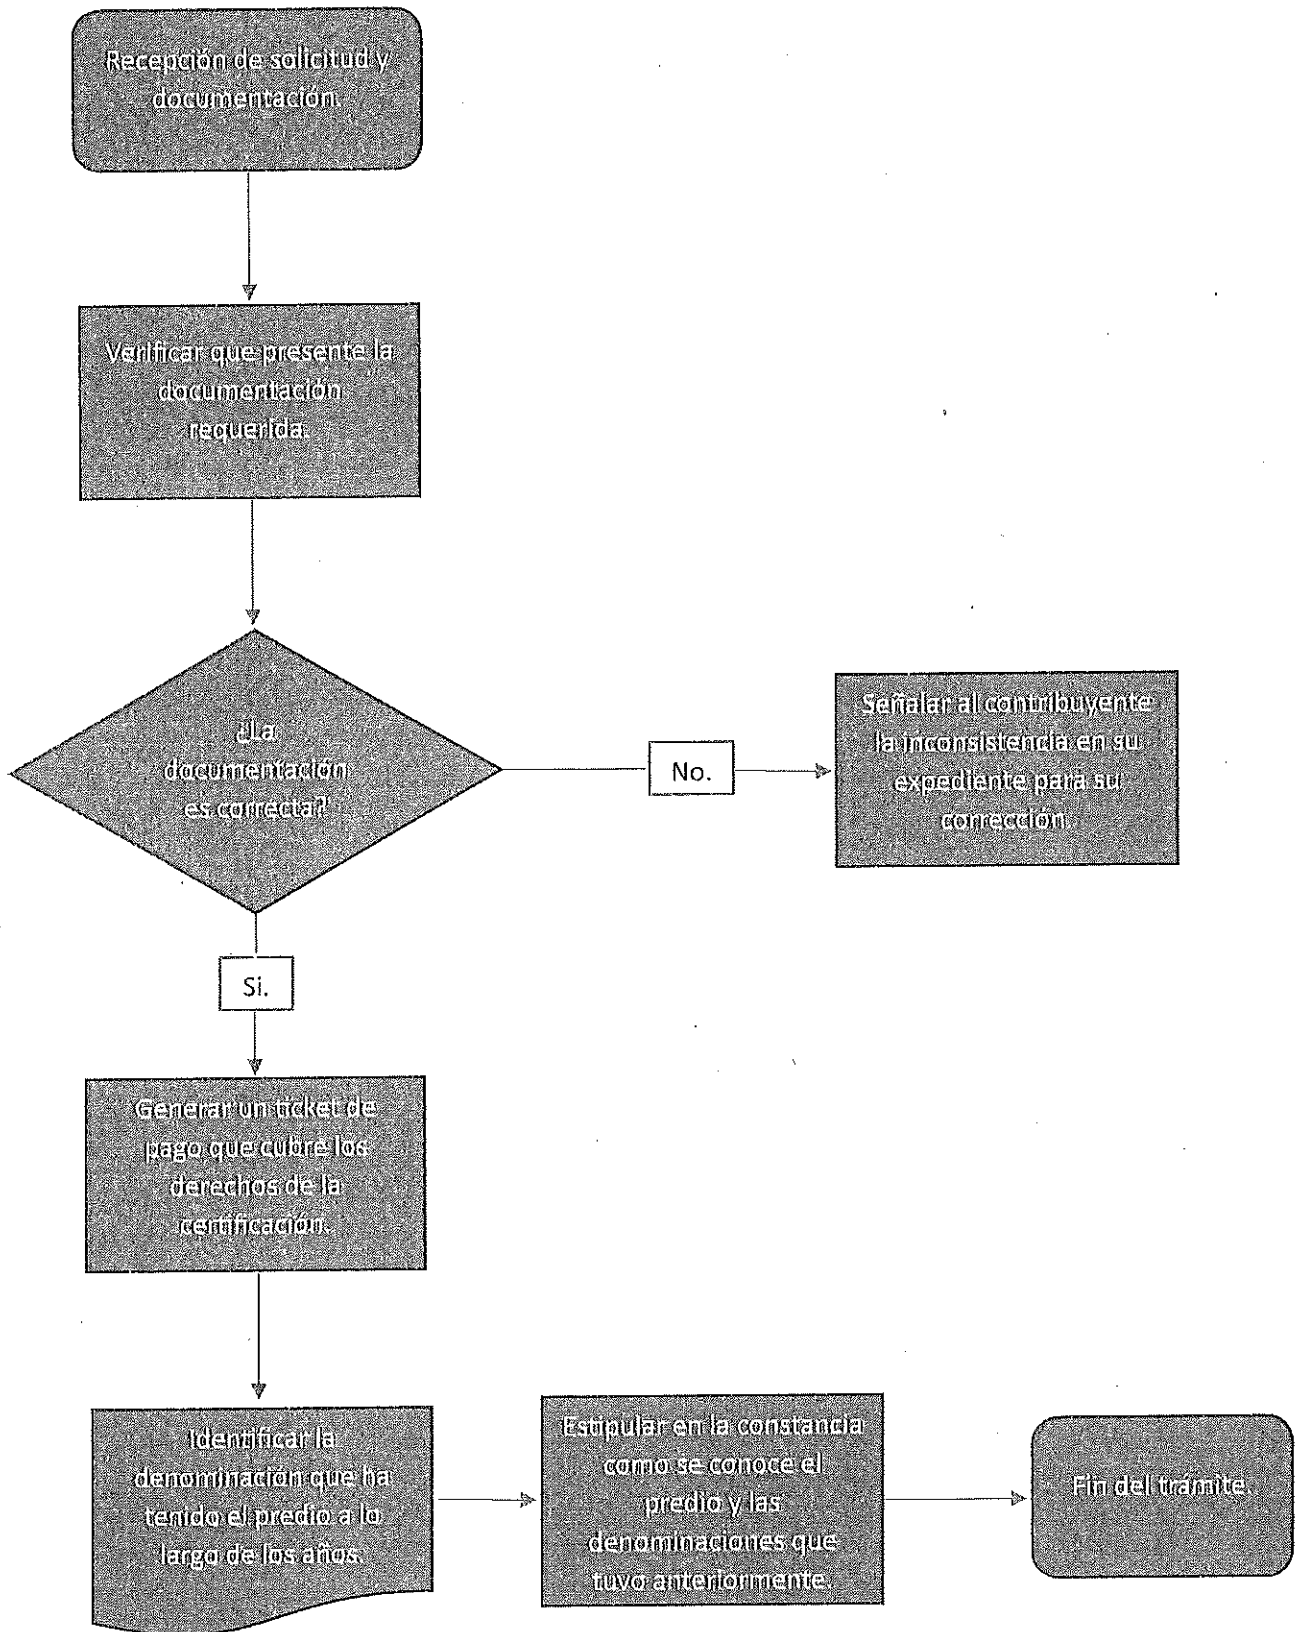 Recepción de solicitud y
documentación.
Verificar que presente la
documentación
requerida.
¿La
documentación
es correcta?
No.
Señalar al contribuyente
la inconsistencia en su
expediente para su
corrección.
Si.
Generar un ticket de
pago que cubre los
derechos de la
certificación.
Identificar la
denominación que ha
tenido el predio a lo
largo de los años.
Estipular en la constancia
como se conoce el
predio y las
denominaciones que
tuvo anteriormente.
Fin del trámite.